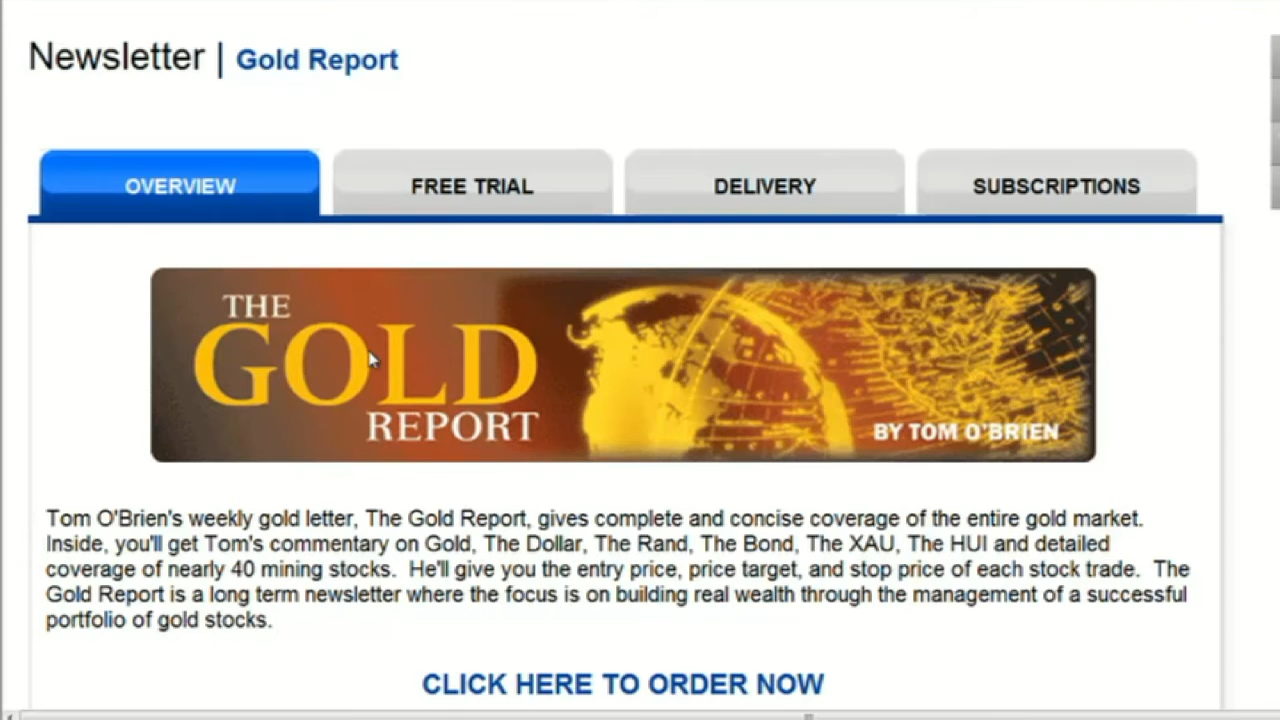 Newsletter | Gold Report
OVERVIEW
FREE TRIAL
DELIVERY
SUBSCRIPTIONS
THE
GOLD
REPORT
BY TOM O'BRIEN
Tom O'Brien's weekly gold letter, The Gold Report, gives complete and concise coverage of the entire gold market.
Inside, you'll get Tom's commentary on Gold, The Dollar, The Rand, The Bond, The XAU, The HUI and detailed
coverage of nearly 40 mining stocks.  He'll give you the entry price, price target, and stop price of each stock trade.  The
Gold Report is a long term newsletter where the focus is on building real wealth through the management of a successful
portfolio of gold stocks.
CLICK HERE TO ORDER NOW